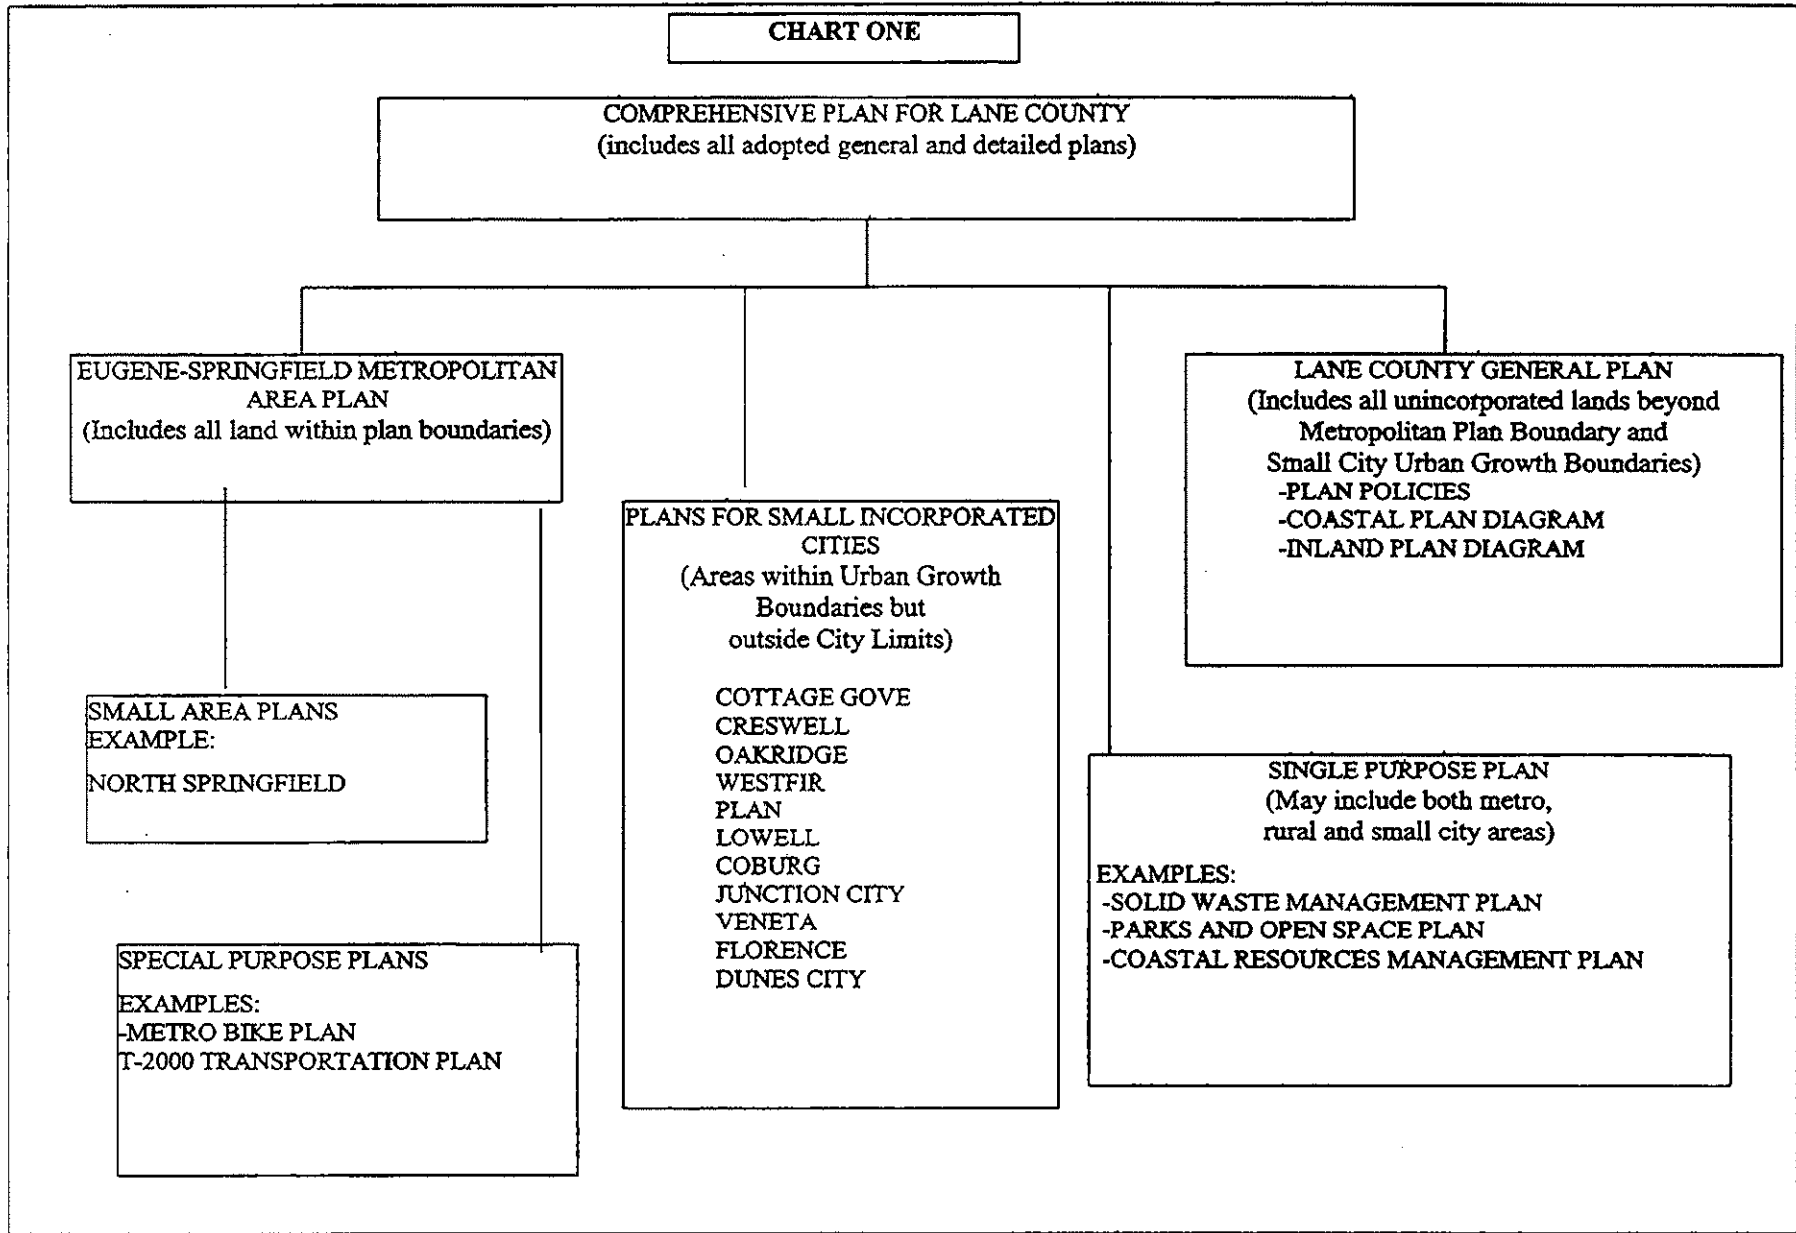 CHART ONE
COMPREHENSIVE PLAN FOR LANE COUNTY
(includes all adopted general and detailed plans)
EUGENE-SPRINGFIELD METROPOLITAN
AREA PLAN
(Includes all land within plan boundaries)
SMALL AREA PLANS
EXAMPLE:
NORTH SPRINGFIELD
SPECIAL PURPOSE PLANS
EXAMPLES:
-METRO BIKE PLAN
T-2000 TRANSPORTATION PLAN
PLANS FOR SMALL INCORPORATED
CITIES
(Areas within Urban Growth
Boundaries but
outside City Limits)
COTTAGE GOVE
CRESWELL
OAKRIDGE
WESTFIR
PLAN
LOWELL
COBURG
JUNCTION CITY
VENETA
FLORENCE
DUNES CITY
LANE COUNTY GENERAL PLAN
(Includes all unincorporated lands beyond
Metropolitan Plan Boundary and
Small City Urban Growth Boundaries)
-PLAN POLICIES
-COASTAL PLAN DIAGRAM
-INLAND PLAN DIAGRAM
SINGLE PURPOSE PLAN
(May include both metro,
rural and small city areas)
EXAMPLES:
-SOLID WASTE MANAGEMENT PLAN
-PARKS AND OPEN SPACE PLAN
-COASTAL RESOURCES MANAGEMENT PLAN